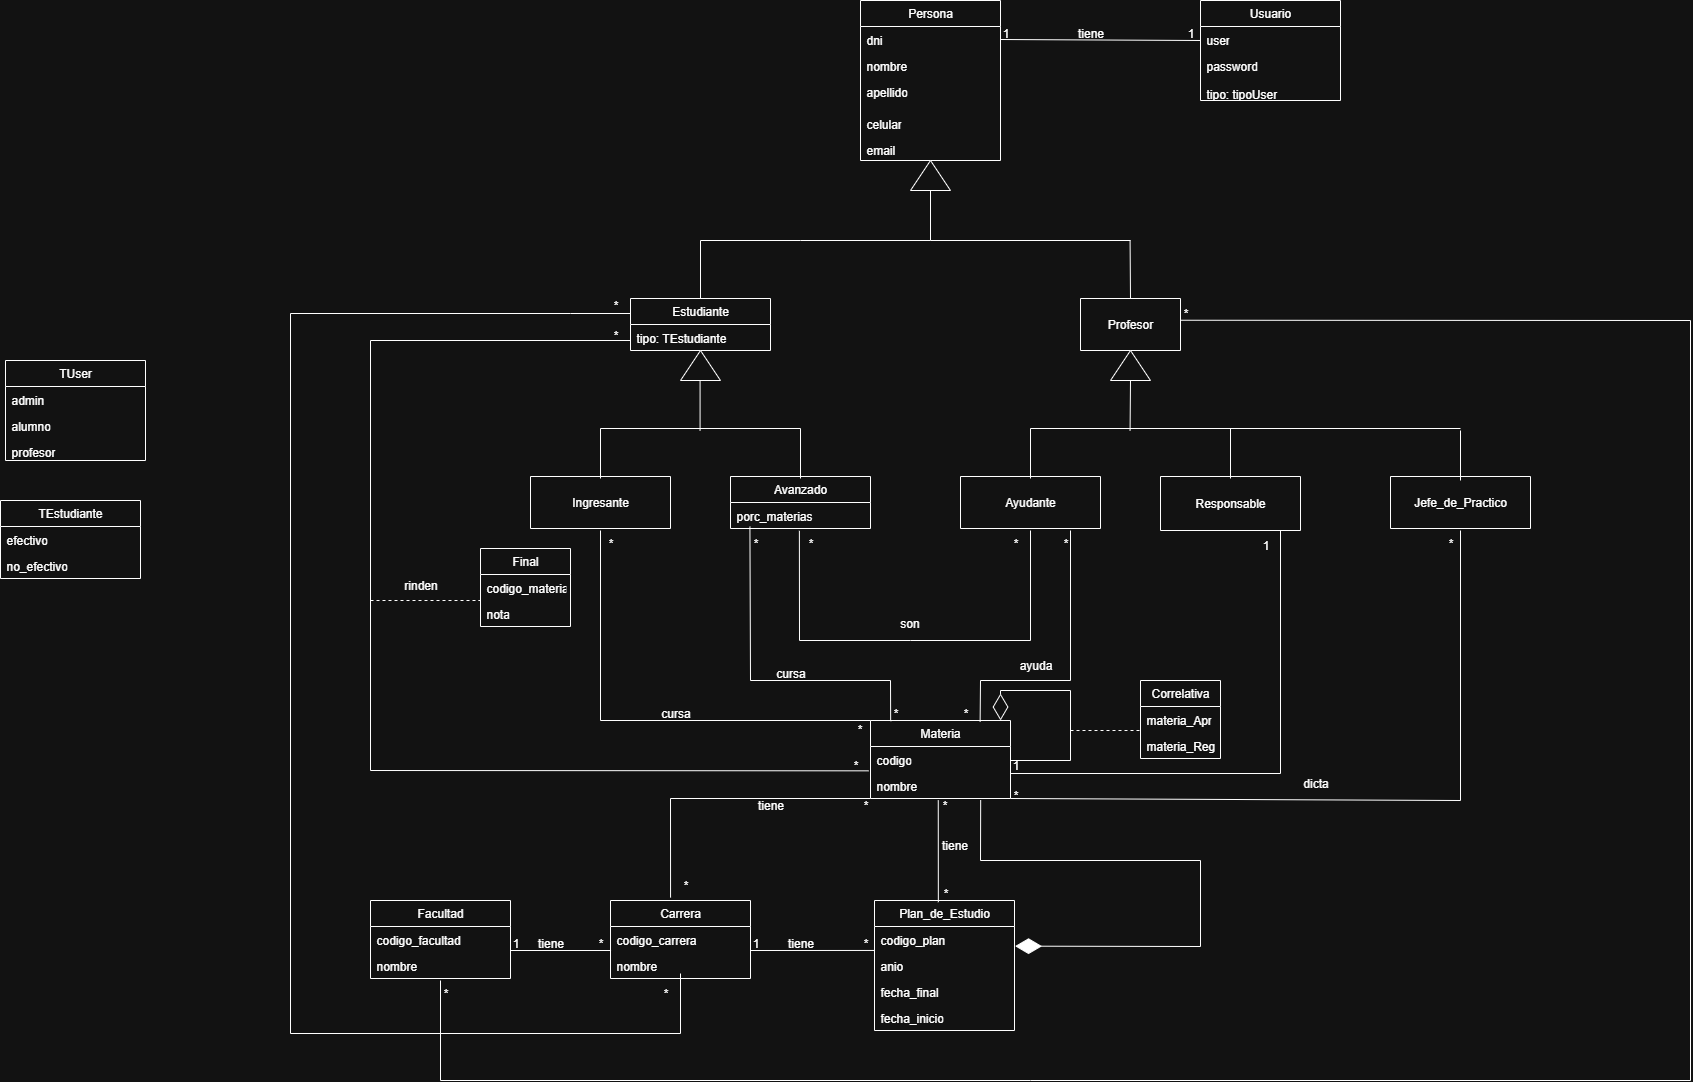 Persona
dni
nombre
apellido
celular
email
1
tiene
1
Usuario
user
password
tipo: tipoUser
*
*
Estudiante
tipo: TEstudiante
Profesor
*
TUser
admin
alumno
profesor
TEstudiante
efectivo
no_efectivo
Ingresante
Avanzado
porc_materias
Ayudante
Responsable
Jefe_de_Practico
*
*
*
*
*
1
*
Final
codigo_materia
nota
rinden
son
ayuda
cursa
cursa
*
*
*
*
Correlativa
materia_Apr
materia_Reg
Materia
codigo
nombre
1
*
dicta
tiene
*
*
tiene
*
*
Facultad
codigo_facultad
nombre
1
tiene
*
Carrera
codigo_carrera
nombre
1
tiene
*
Plan_de_Estudio
codigo_plan
anio
fecha_final
fecha_inicio
*
*